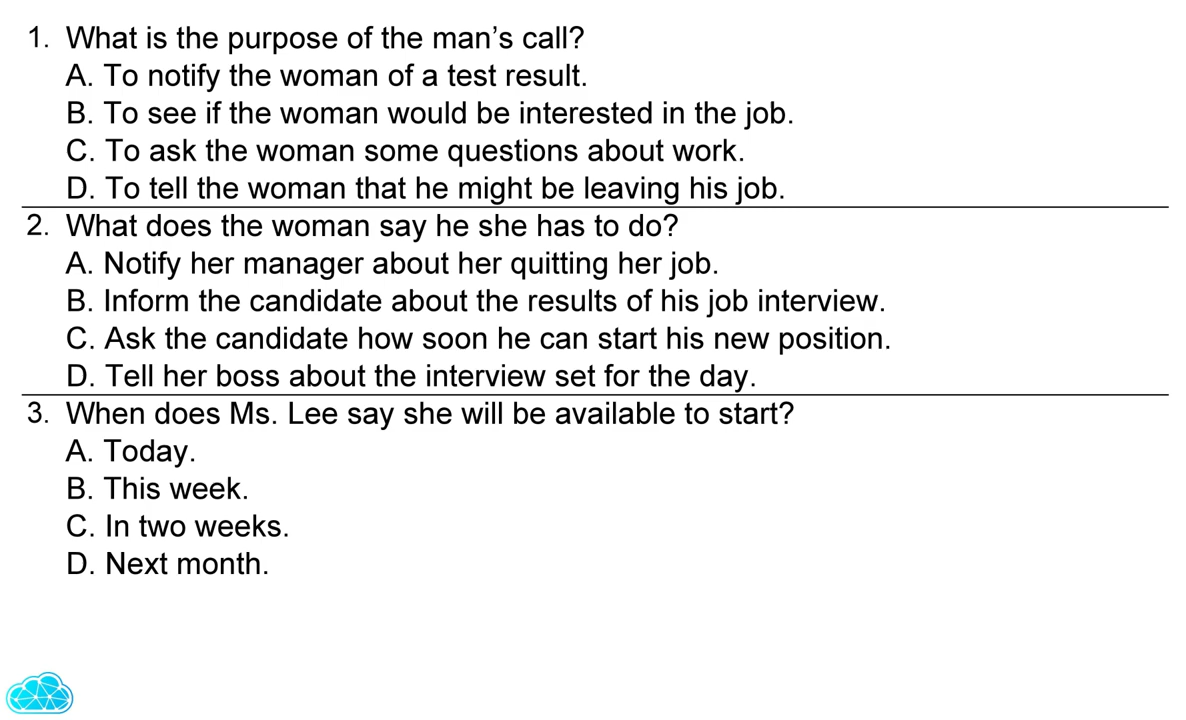 1. What is the purpose of the man’s call?
A. To notify the woman of a test result.
B. To see if the woman would be interested in the job.
C. To ask the woman some questions about work.
D. To tell the woman that he might be leaving his job.
2. What does the woman say he she has to do?
A. Notify her manager about her quitting her job.
B. Inform the candidate about the results of his job interview.
C. Ask the candidate how soon he can start his new position.
D. Tell her boss about the interview set for the day.
3. When does Ms. Lee say she will be available to start?
A. Today.
B. This week.
C. In two weeks.
D. Next month.